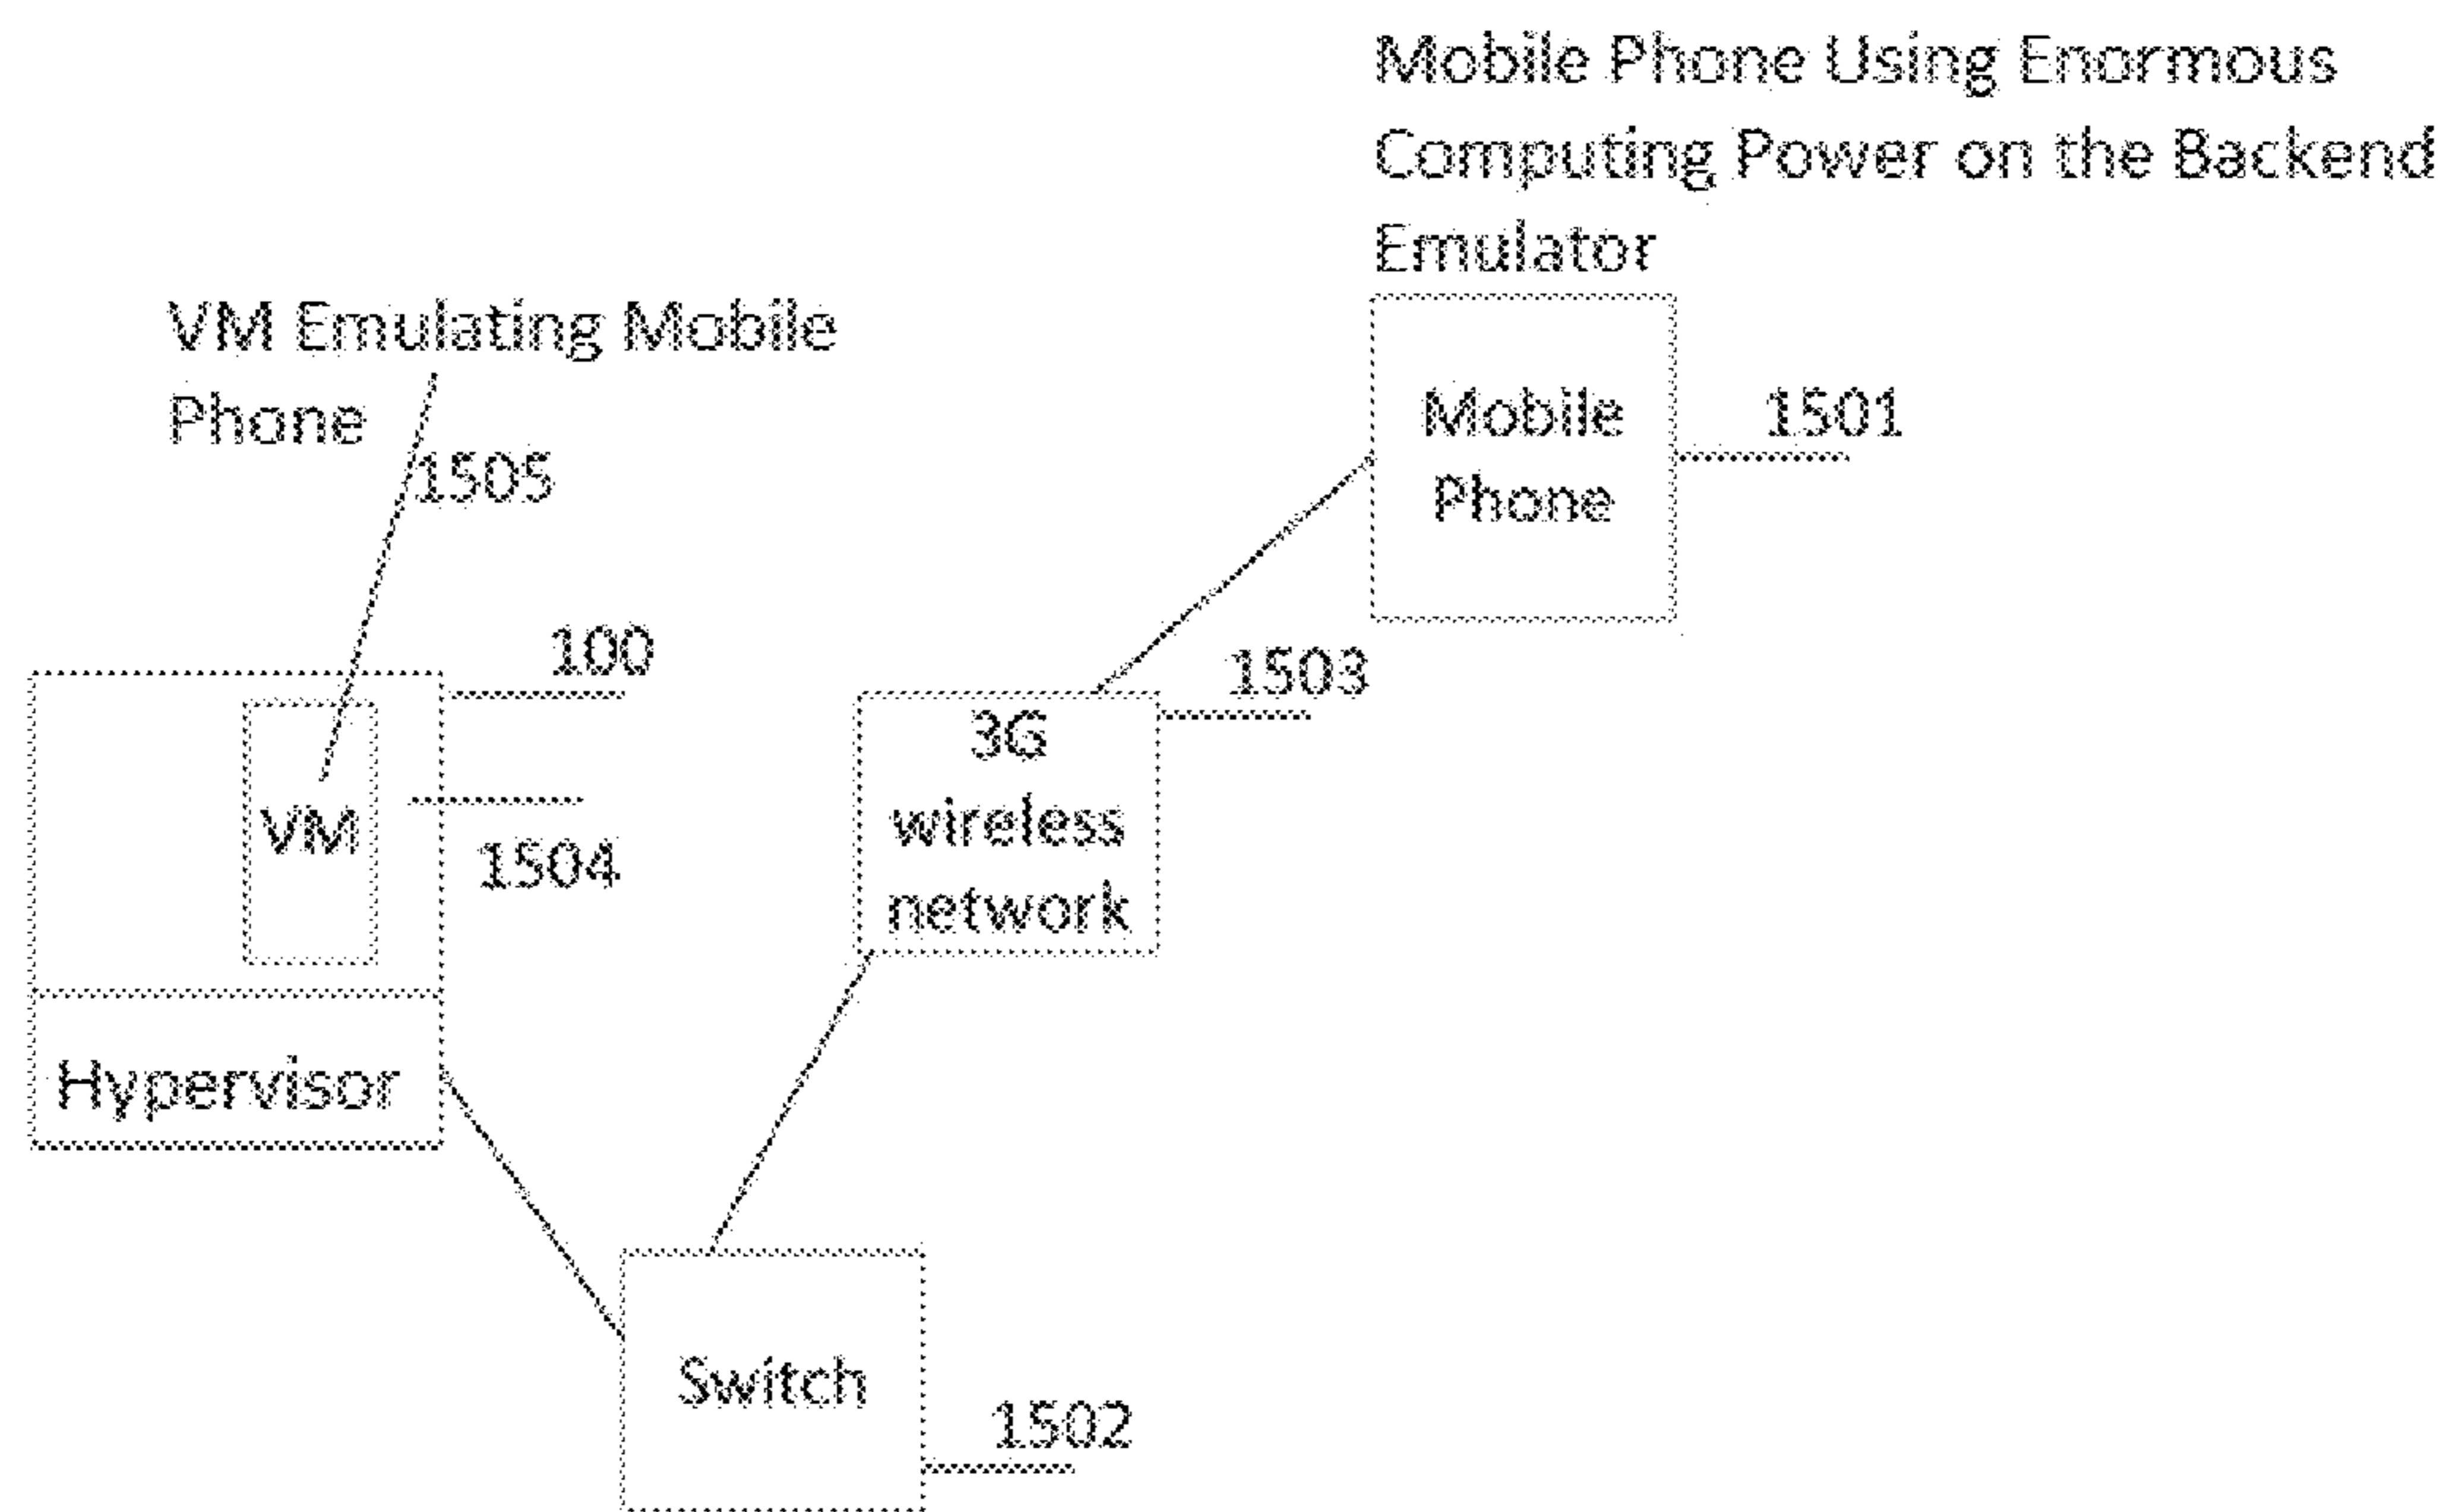 Mobile Phone Using Enormous
Computing Power on the Backend
Emulator
VM Emulating Mobile
Phone
1505
Mobile
Phone
1501
100
1503
3G
wireless
network
VM
1504
Hypervisor
Switch
1502